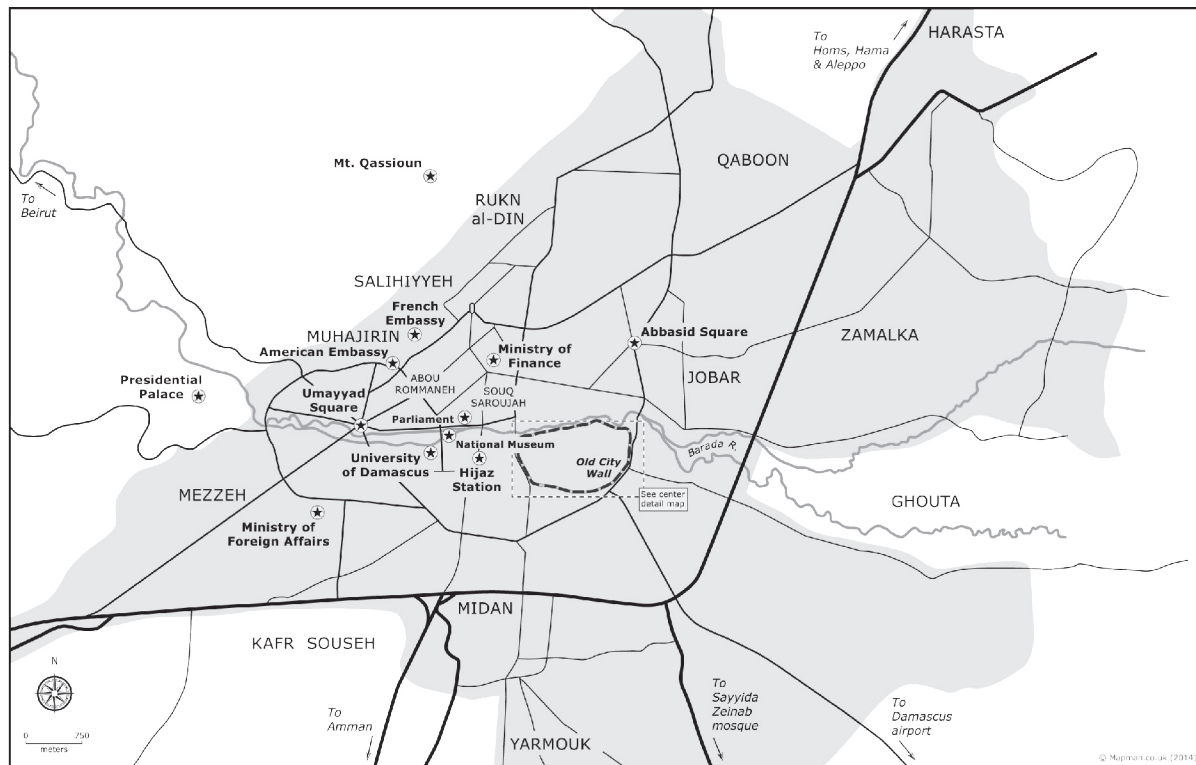 To
Homs, Hama
& Aleppo
HARASTA
Mt. Qassioun
QABOON
To
Beirut
RUKN
al-DIN
SALIHIYYEH
French
Embassy
MUHAJIRIN
American Embassy
Abbasid Square
ZAMALKA
Ministry of
Finance
Presidential
Palace
ABOU
ROMMANEH
JOBAR
Umayyad
Square
SOUQ
SAROUJAH
Parliament
National Museum
Barada R.
University
of Damascus
Hijaz
Station
Old City
Wall
MEZZEH
See center
detail map
GHOUTA
Ministry of
Foreign Affairs
MIDAN
KAFR SOUSEH
N
To
Amman
To
Sayyida
Zeinab
mosque
To
Damascus
airport
0 250
meters
YARMOUK
© Mapman.co.uk (2014)